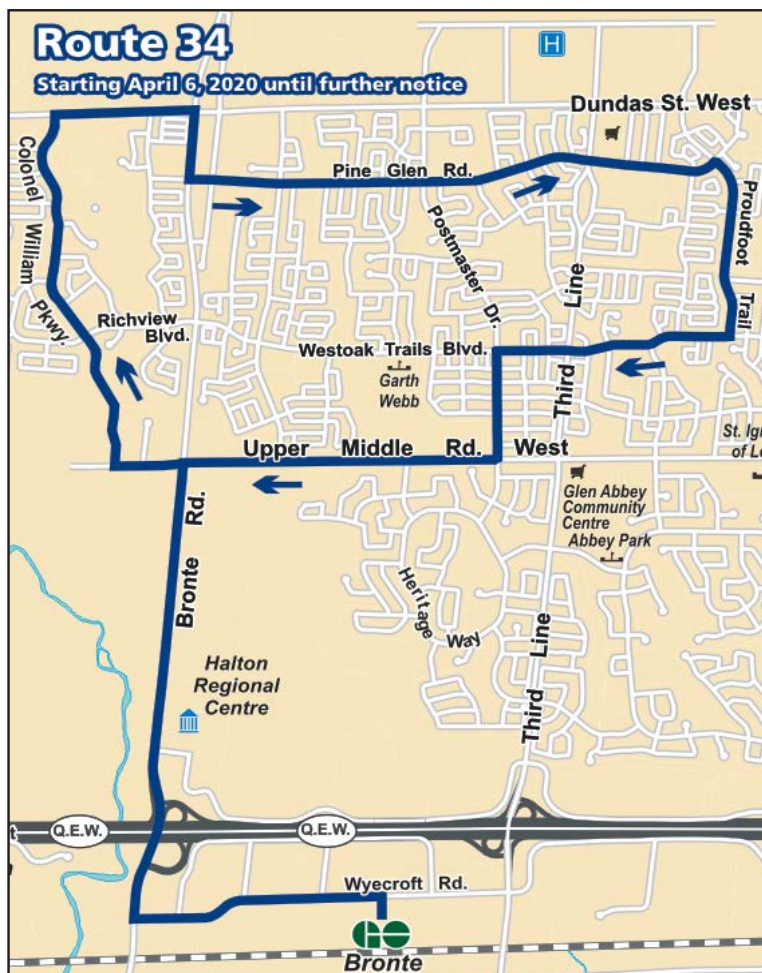 Route 34
Starting April 6, 2020 until further notice
H
Dundas St. West
Colonel William Pkwy.
Pine Glen Rd.
Proudfoot Trail
Postmaster Dr.
Third Line
Richview
Blvd.
Westoak Trails Blvd.
Garth
Webb
Upper Middle Rd. West
St. Ign
of Lo
Glen Abbey
Community
Centre
Abbey Park
Bronte Rd.
Heritage Way
Third Line
Halton
Regional
Centre
Q.E.W.
Q.E.W.
Wyecroft Rd.
GO
Bronte